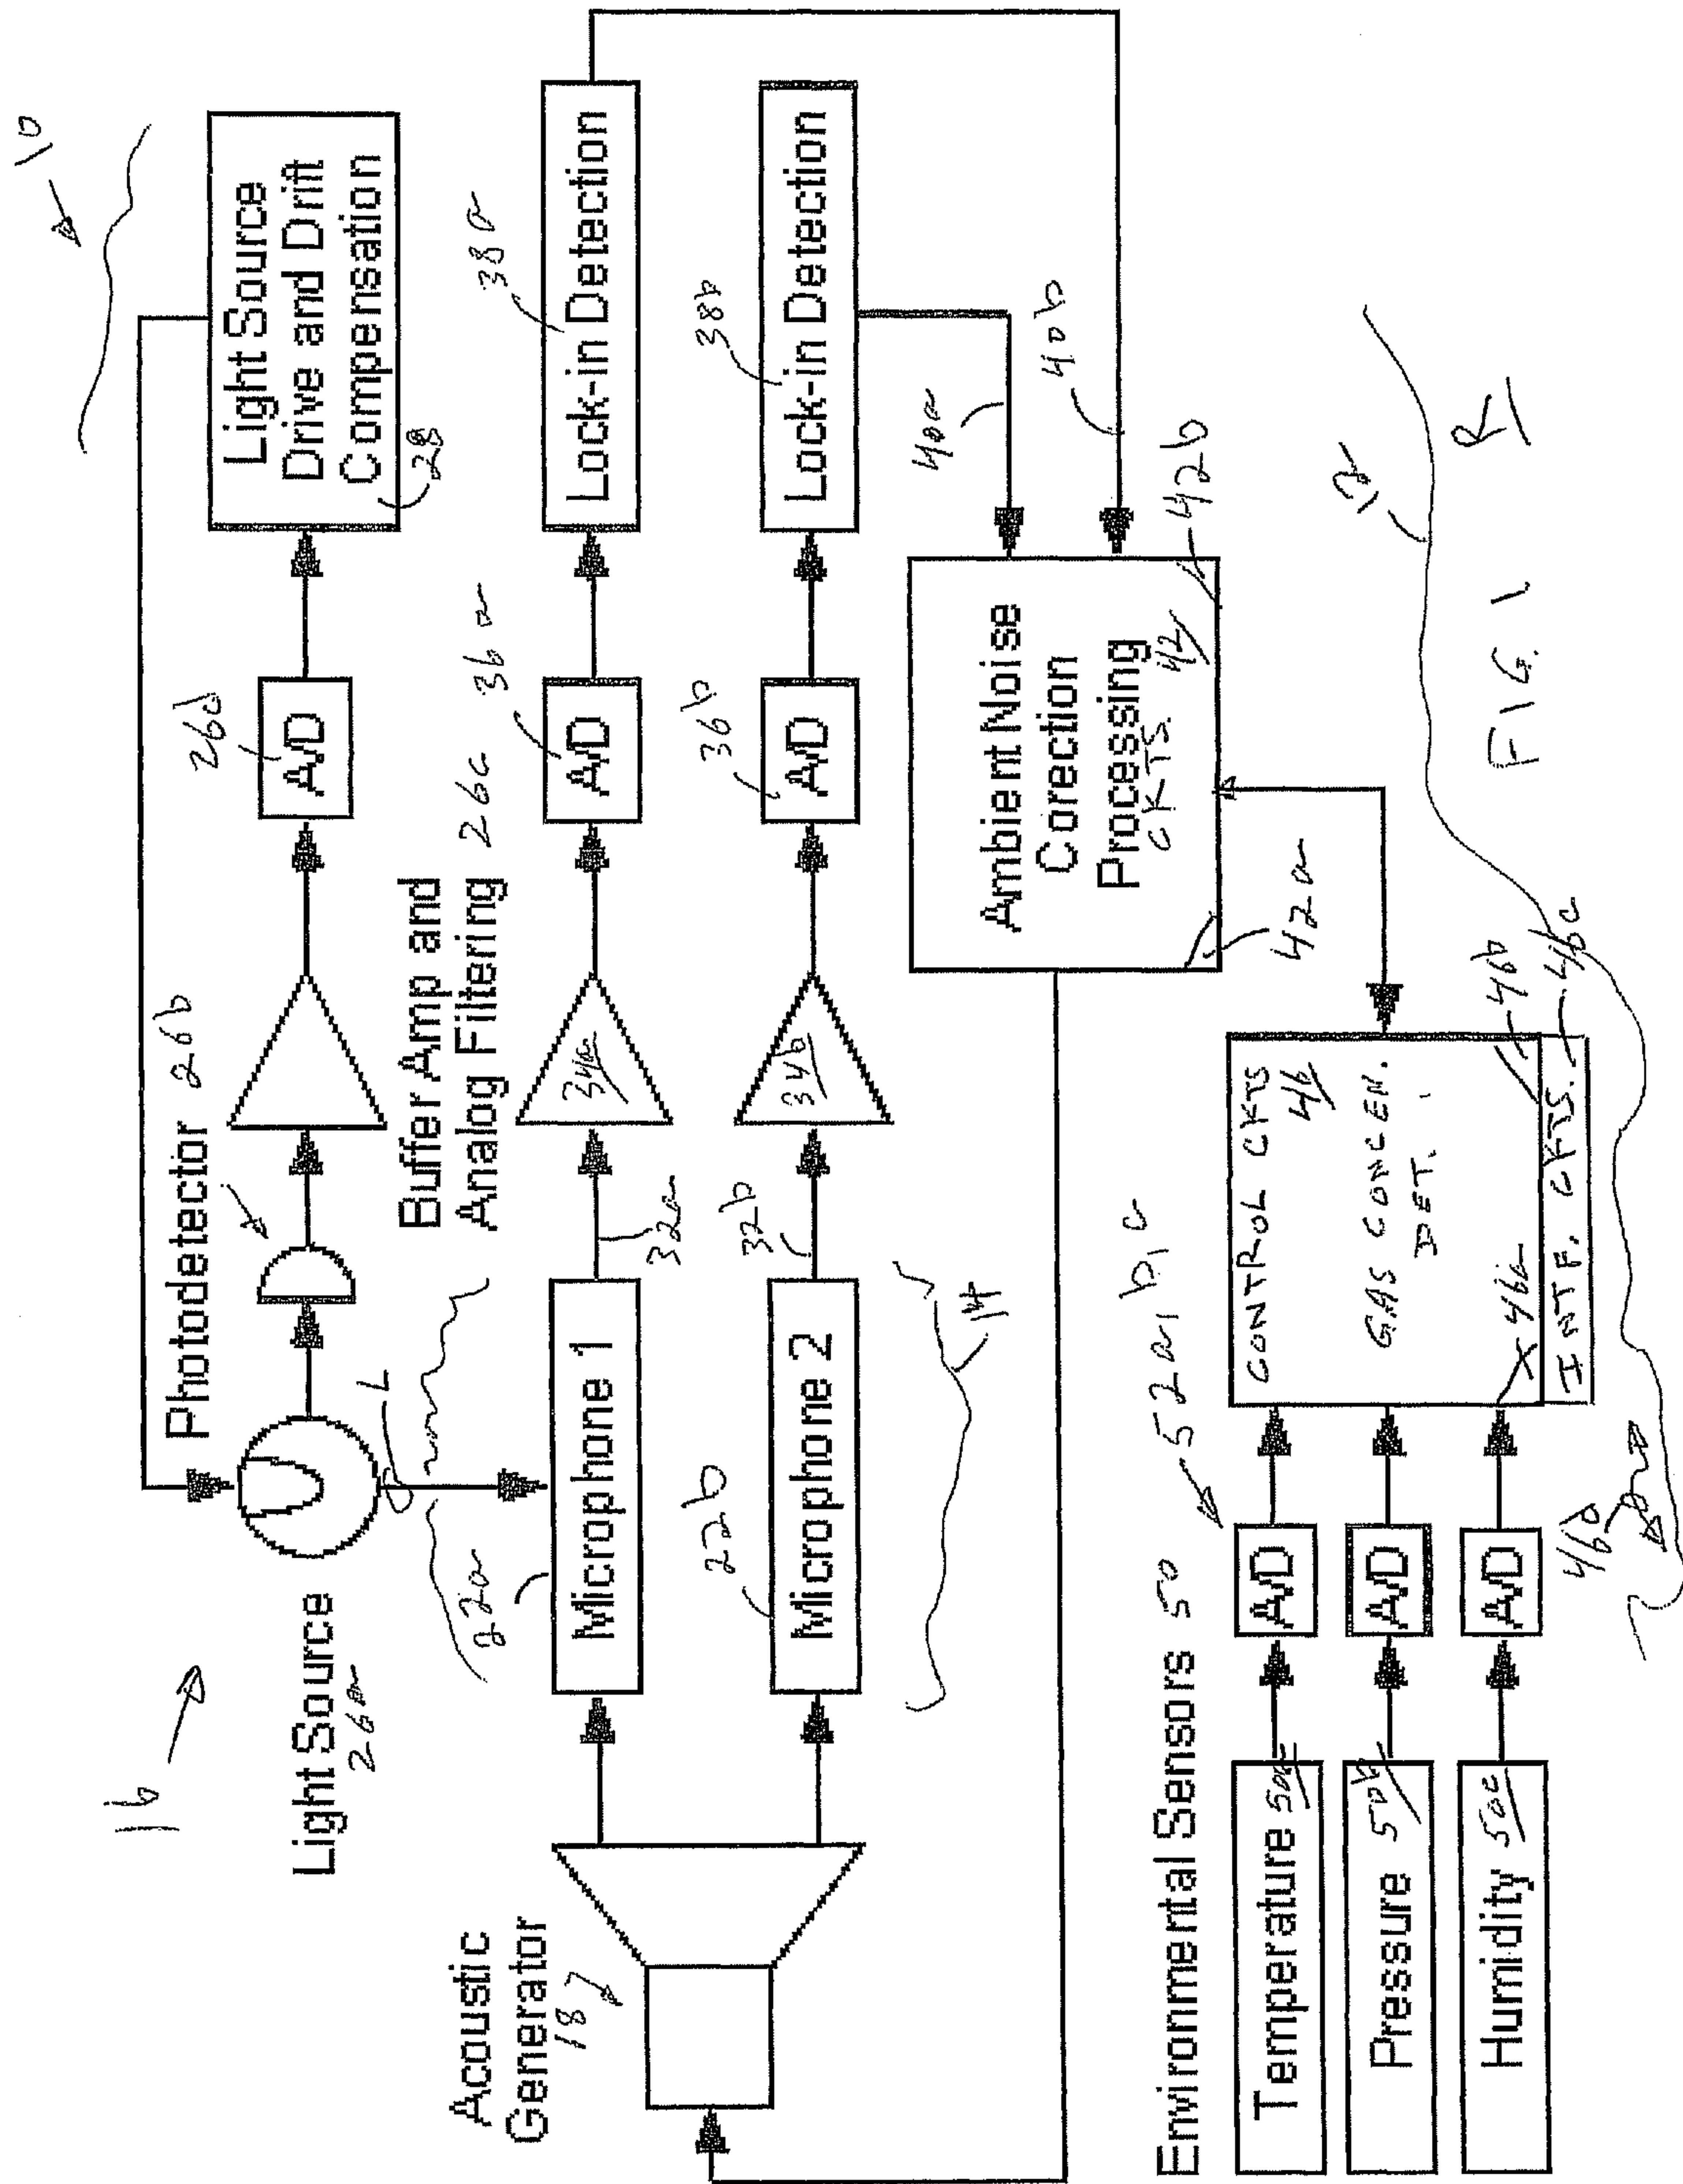 10
16
Light Source
26a
Photodetector 26b
26d
A/D
Light Source
Drive and Drift
Compensation
28
L
Buffer Amp and
Analog Filtering 26c
Acoustic
Generator
18
22a
Microphone 1
32a
34a
36a
A/D
38a
Lock-in Detection
22b
Microphone 2
32b
34b
36b
A/D
38b
Lock-in Detection
14
40a
40b
Ambient Noise
Corection
Processing
CKTS. 42
42a
42b
Environmental Sensors 50
52a, b, c
Temperature 50a
A/D
Pressure 50b
A/D
Humidity 50c
A/D
CONTROL CKTS
46
GAS CONCEN.
DET.
46a
46b
INTF. CKTS.
46c
46d
12
FIG. 1